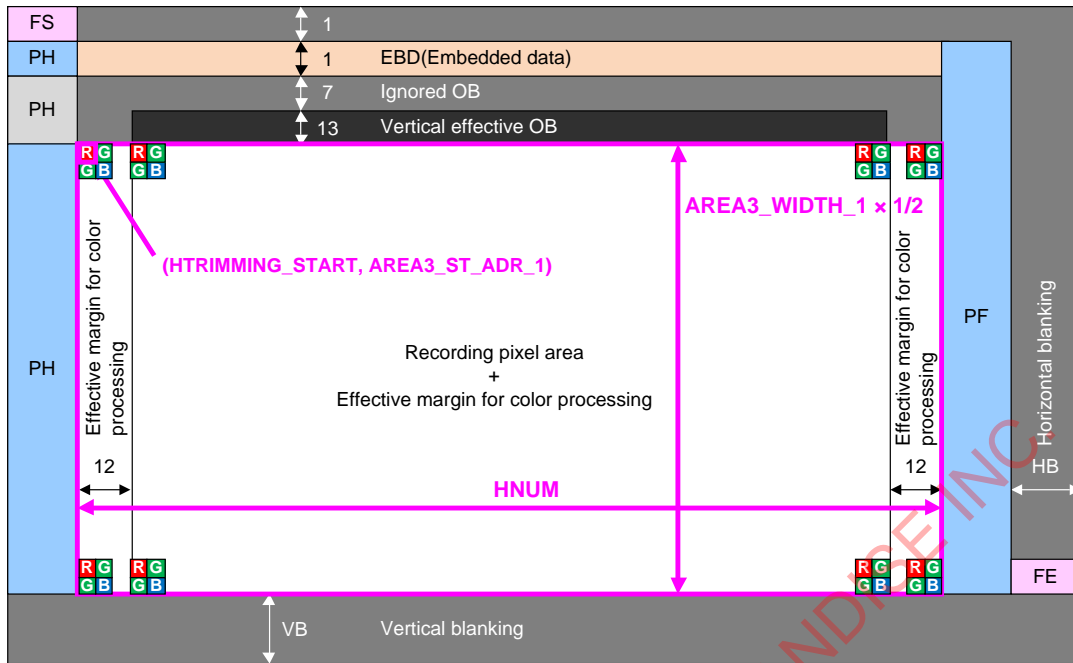 FS
1
PH
1
EBD(Embedded data)
PH
7
Ignored OB
13
Vertical effective OB
R G
G B
R G
G B
R G
G B
R G
G B
AREA3_WIDTH_1 × 1/2
(HTRIMMING_START, AREA3_ST_ADR_1)
Effective margin for color
processing
Effective margin for color
processing
Horizontal blanking
PF
PH
Recording pixel area
+
Effective margin for color processing
12
12
HB
HNUM
R G
G B
R G
G B
R G
G B
R G
G B
FE
VB
Vertical blanking
NDISE INC.